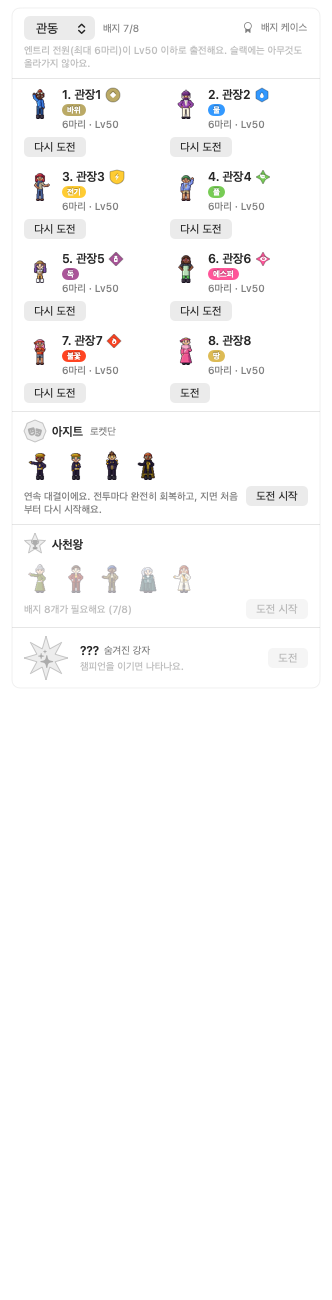 관동
배지 7/8
배지 케이스
엔트리 전원(최대 6마리)이 Lv50 이하로 출전해요. 승랙에는 아무것도
올라가지 않아요.
1. 관장1
바위
6마리 · Lv50
다시 도전
2. 관장2
물
6마리 · Lv50
다시 도전
3. 관장3
전기
6마리 · Lv50
다시 도전
4. 관장4
풀
6마리 · Lv50
다시 도전
5. 관장5
독
6마리 · Lv50
다시 도전
6. 관장6
에스퍼
6마리 · Lv50
다시 도전
7. 관장7
불꽃
6마리 · Lv50
다시 도전
8. 관장8
땅
6마리 · Lv50
도전
아지트 로켓단
연속 대결이에요. 전투마다 완전히 회복하고, 지면 처음
부터 다시 시작해요.
도전 시작
사천왕
배지 8개가 필요해요 (7/8)
도전 시작
??? 숨겨진 강자
챔피언을 이기면 나타나요.
도전